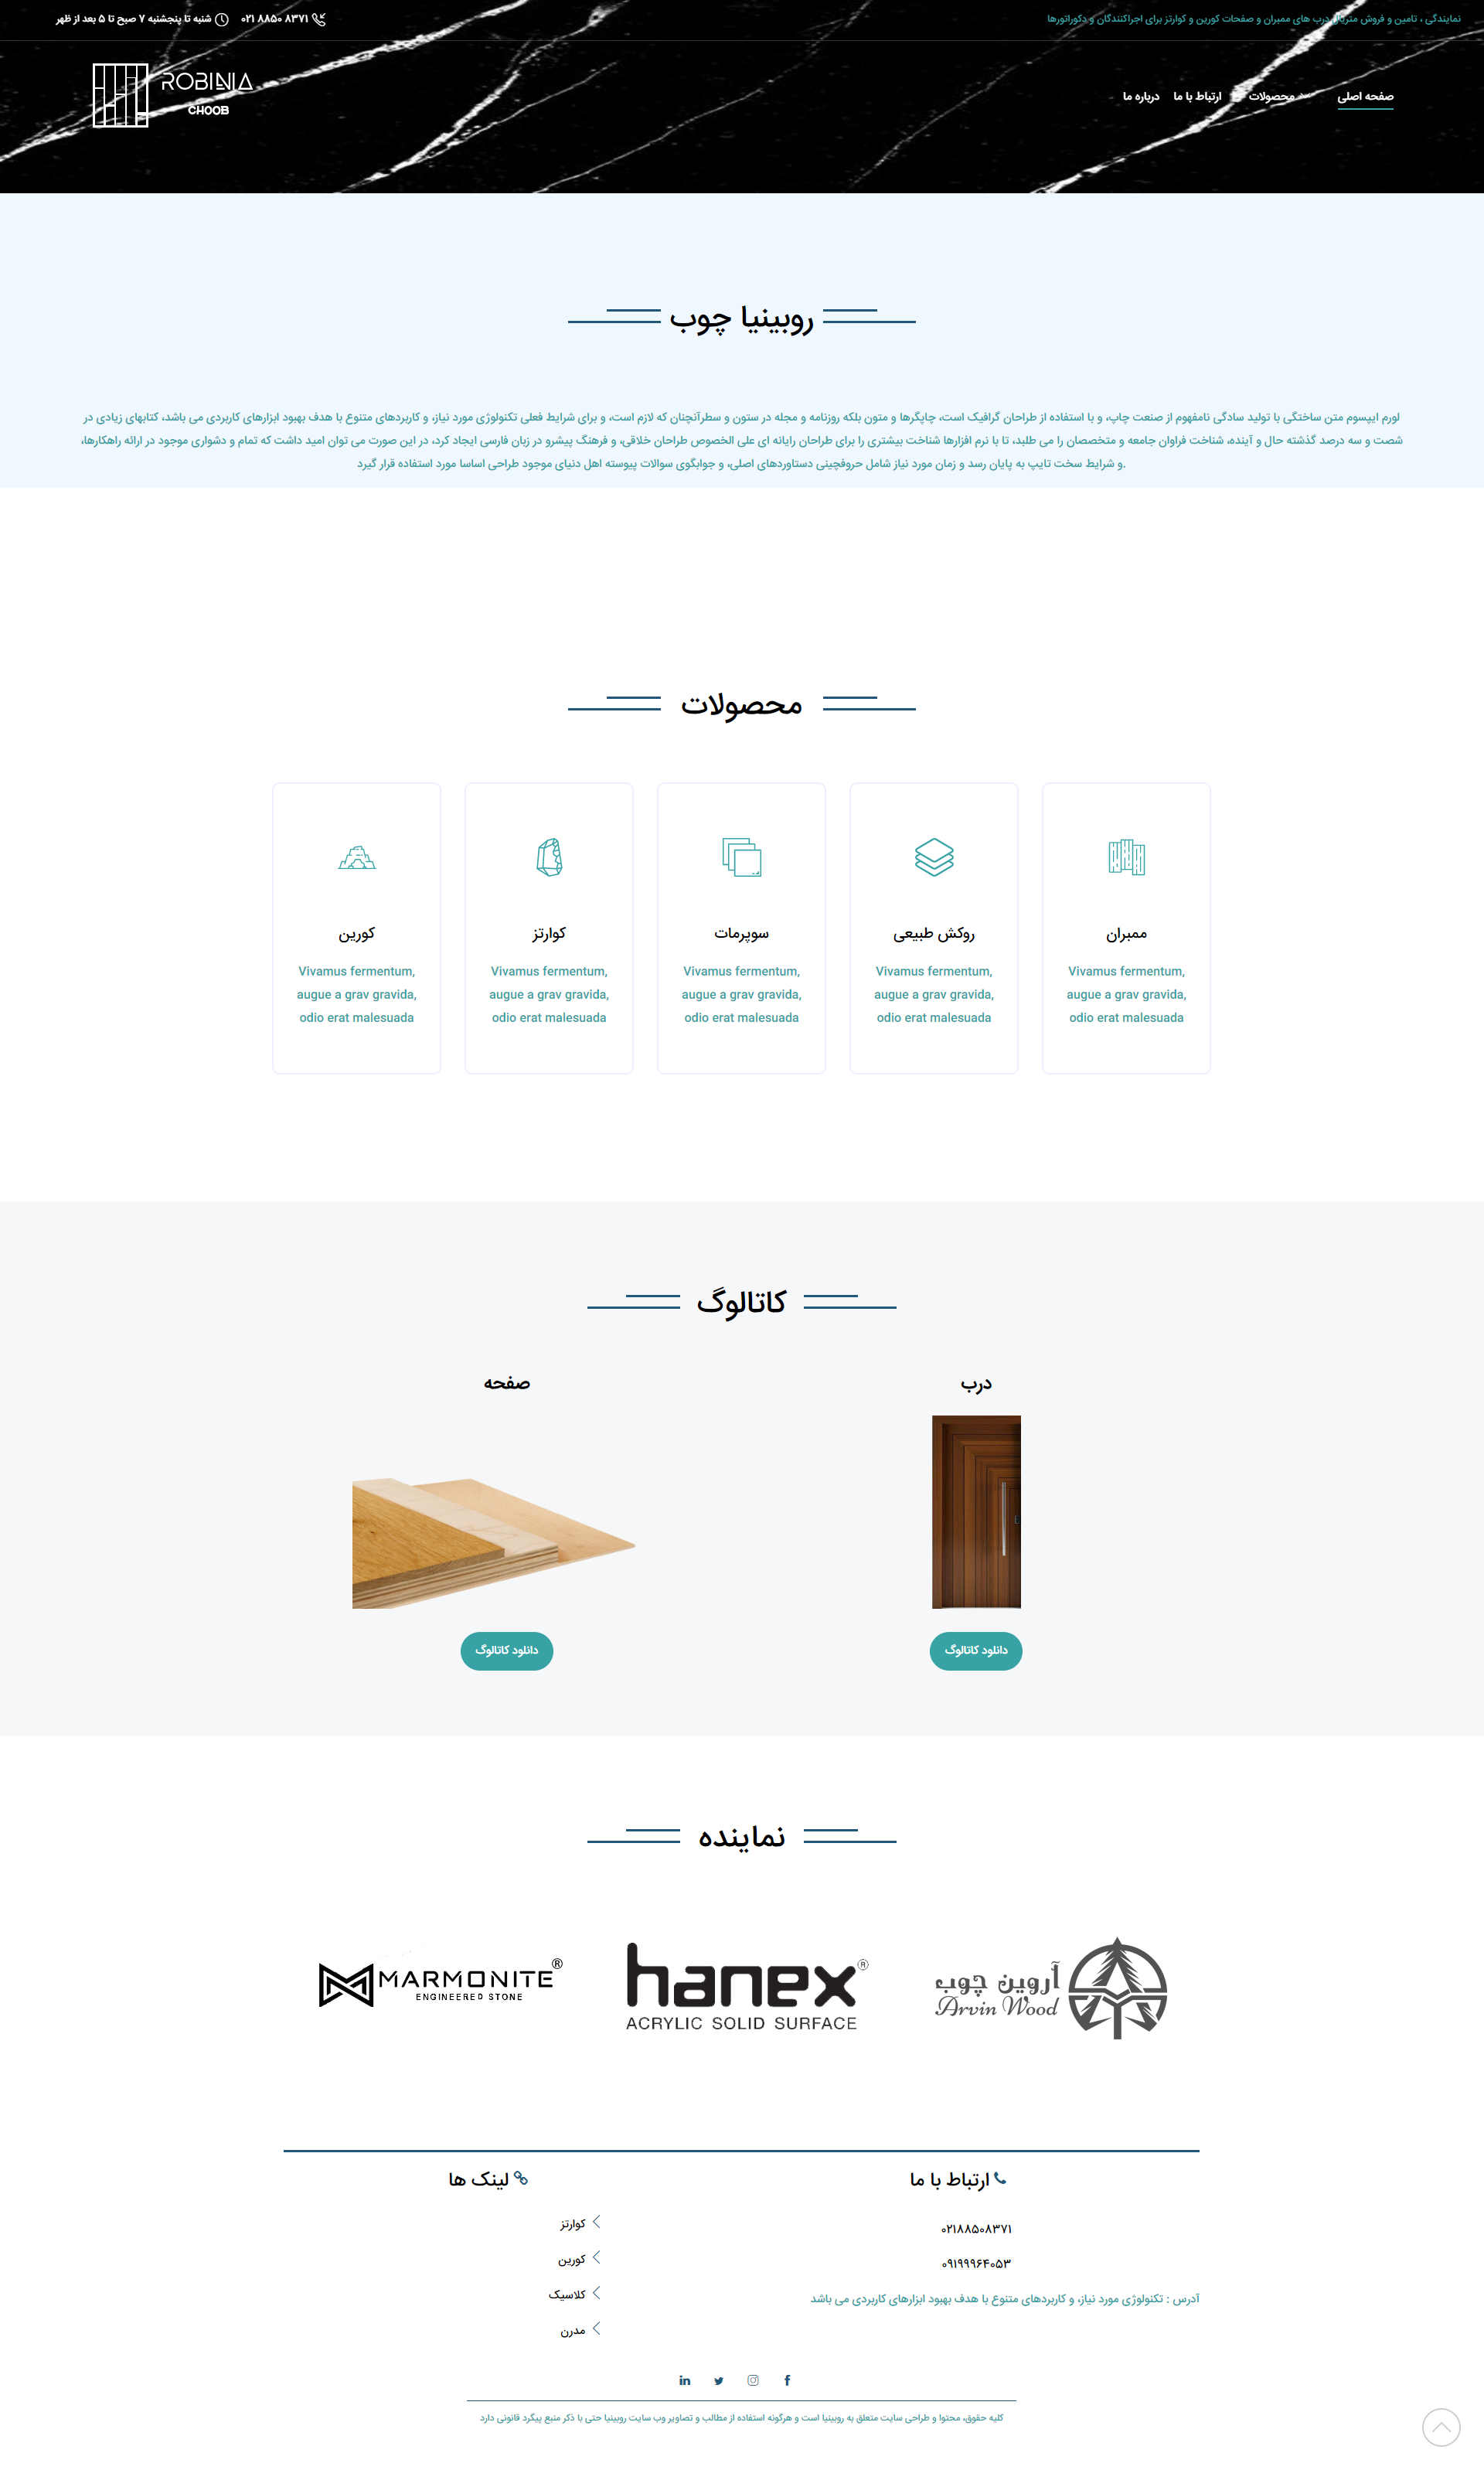 نمایندگی ، تامین و فروش متریال درب های ممبران و صفحات کورین و کوارتز برای اجراکنندگان و دکوراتورها
021 8850 8371
شنبه تا پنجشنبه 7 صبح تا 5 بعد از ظهر
صفحه اصلی
محصولات
ارتباط با ما
درباره ما
ROBINIA
CHOOB
روبینیا چوب
لورم ایپسوم متن ساختگی با تولید سادگی نامفهوم از صنعت چاپ، و با استفاده از طراحان گرافیک است، چاپگرها و متون بلکه روزنامه و مجله در ستون و سطرآنچنان که لازم است، و برای شرایط فعلی تکنولوژی مورد نیاز، و کاربردهای متنوع با هدف بهبود ابزارهای کاربردی می باشد، کتابهای زیادی در
شصت و سه درصد گذشته حال و آینده، شناخت فراوان جامعه و متخصصان را می طلبد، تا با نرم افزارها شناخت بیشتری را برای طراحان رایانه ای علی الخصوص طراحان خلاقی، و فرهنگ پیشرو در زبان فارسی ایجاد کرد، در این صورت می توان امید داشت که تمام و دشواری موجود در ارائه راهکارها،
و شرایط سخت تایپ به پایان رسد و زمان مورد نیاز شامل حروفچینی دستاوردهای اصلی، و جوابگوی سوالات پیوسته اهل دنیای موجود طراحی اساسا مورد استفاده قرار گیرد.
محصولات
ممبران
Vivamus fermentum,
augue a grav gravida,
odio erat malesuada
روکش طبیعی
Vivamus fermentum,
augue a grav gravida,
odio erat malesuada
سوپرمات
Vivamus fermentum,
augue a grav gravida,
odio erat malesuada
کوارتز
Vivamus fermentum,
augue a grav gravida,
odio erat malesuada
کورین
Vivamus fermentum,
augue a grav gravida,
odio erat malesuada
کاتالوگ
درب
دانلود کاتالوگ
صفحه
دانلود کاتالوگ
نماینده
آروین چوب
Arvin Wood
hanex®
ACRYLIC SOLID SURFACE
MARMONITE®
ENGINEERED STONE
ارتباط با ما
۰۲۱۸۸۵۰۸۳۷۱
۰۹۱۹۹۹۶۴۰۵۳
آدرس : تکنولوژی مورد نیاز، و کاربردهای متنوع با هدف بهبود ابزارهای کاربردی می باشد
لینک ها
کوارتز
کورین
کلاسیک
مدرن
کلیه حقوق، محتوا و طراحی سایت متعلق به روبینیا است و هرگونه استفاده از مطالب و تصاویر وب سایت روبینیا حتی با ذکر منبع پیگرد قانونی دارد